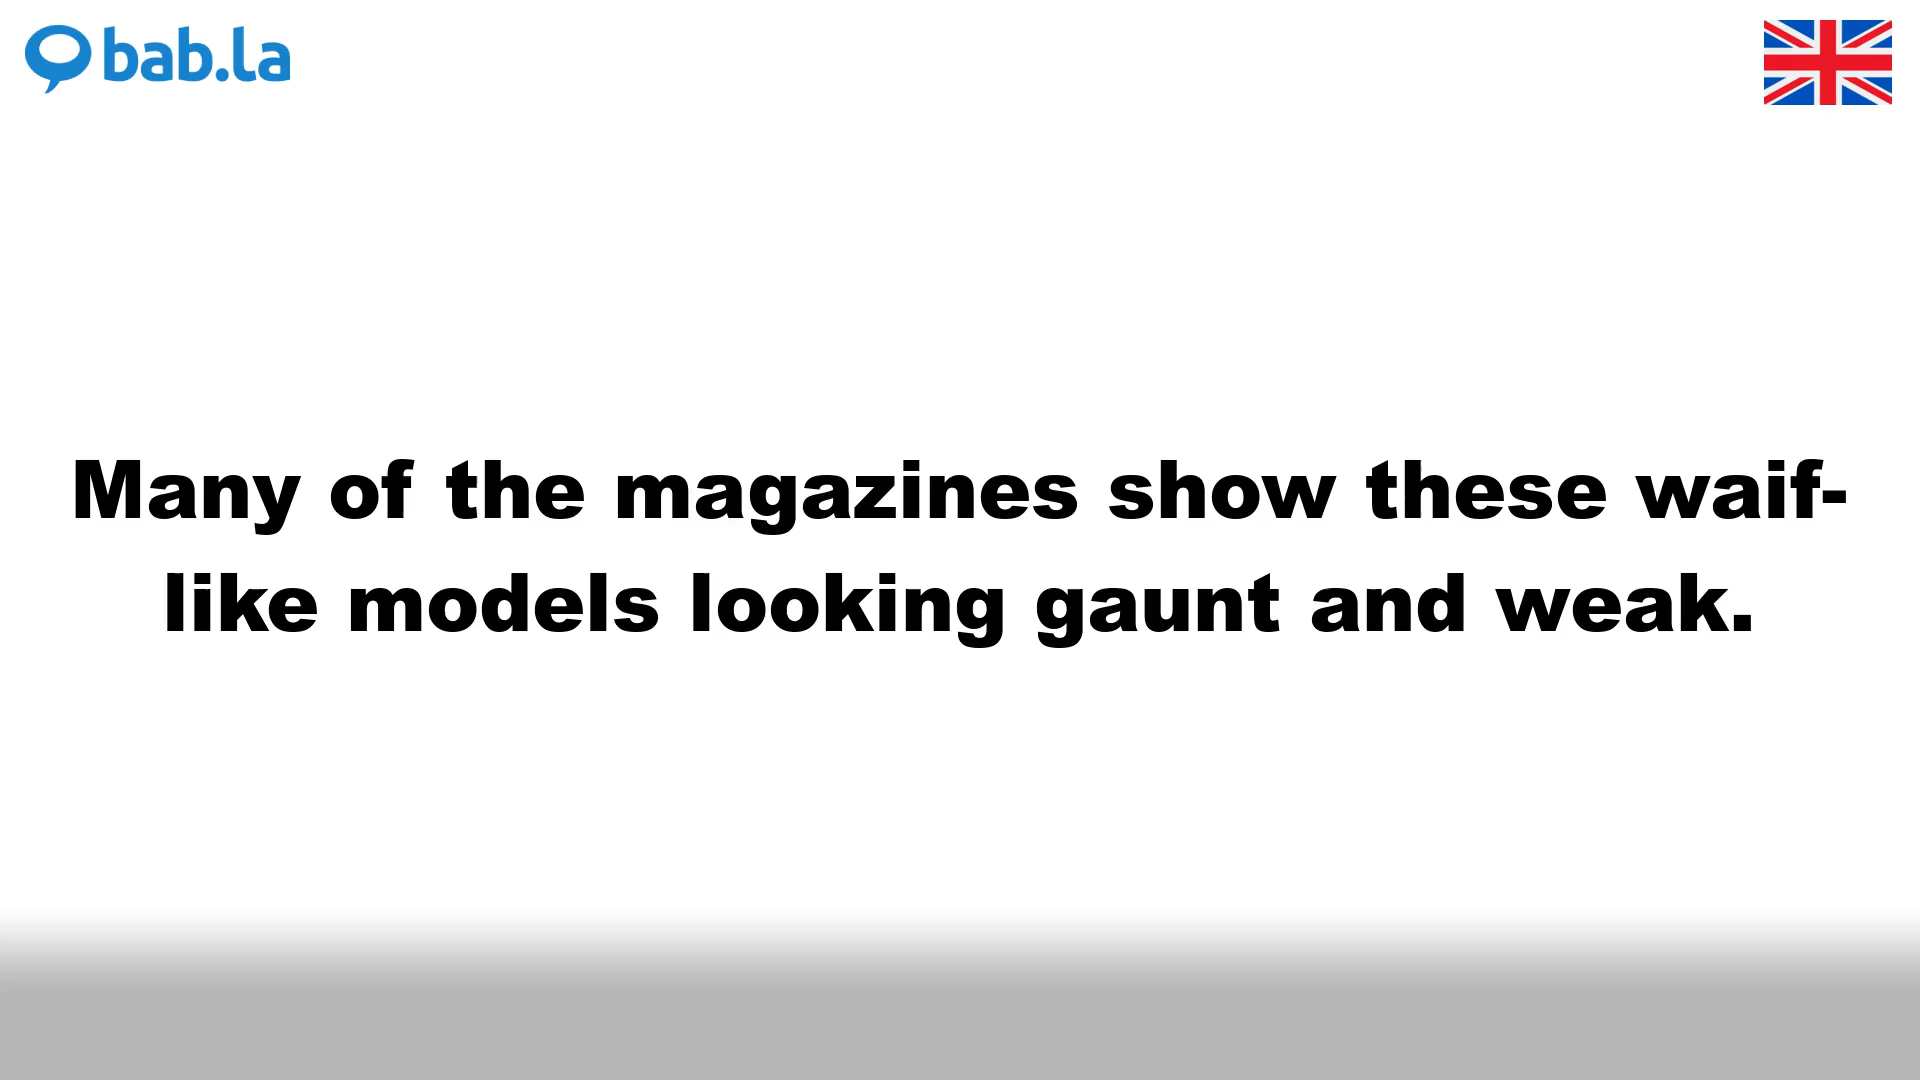 bab.la
Many of the magazines show these waif-
like models looking gaunt and weak.